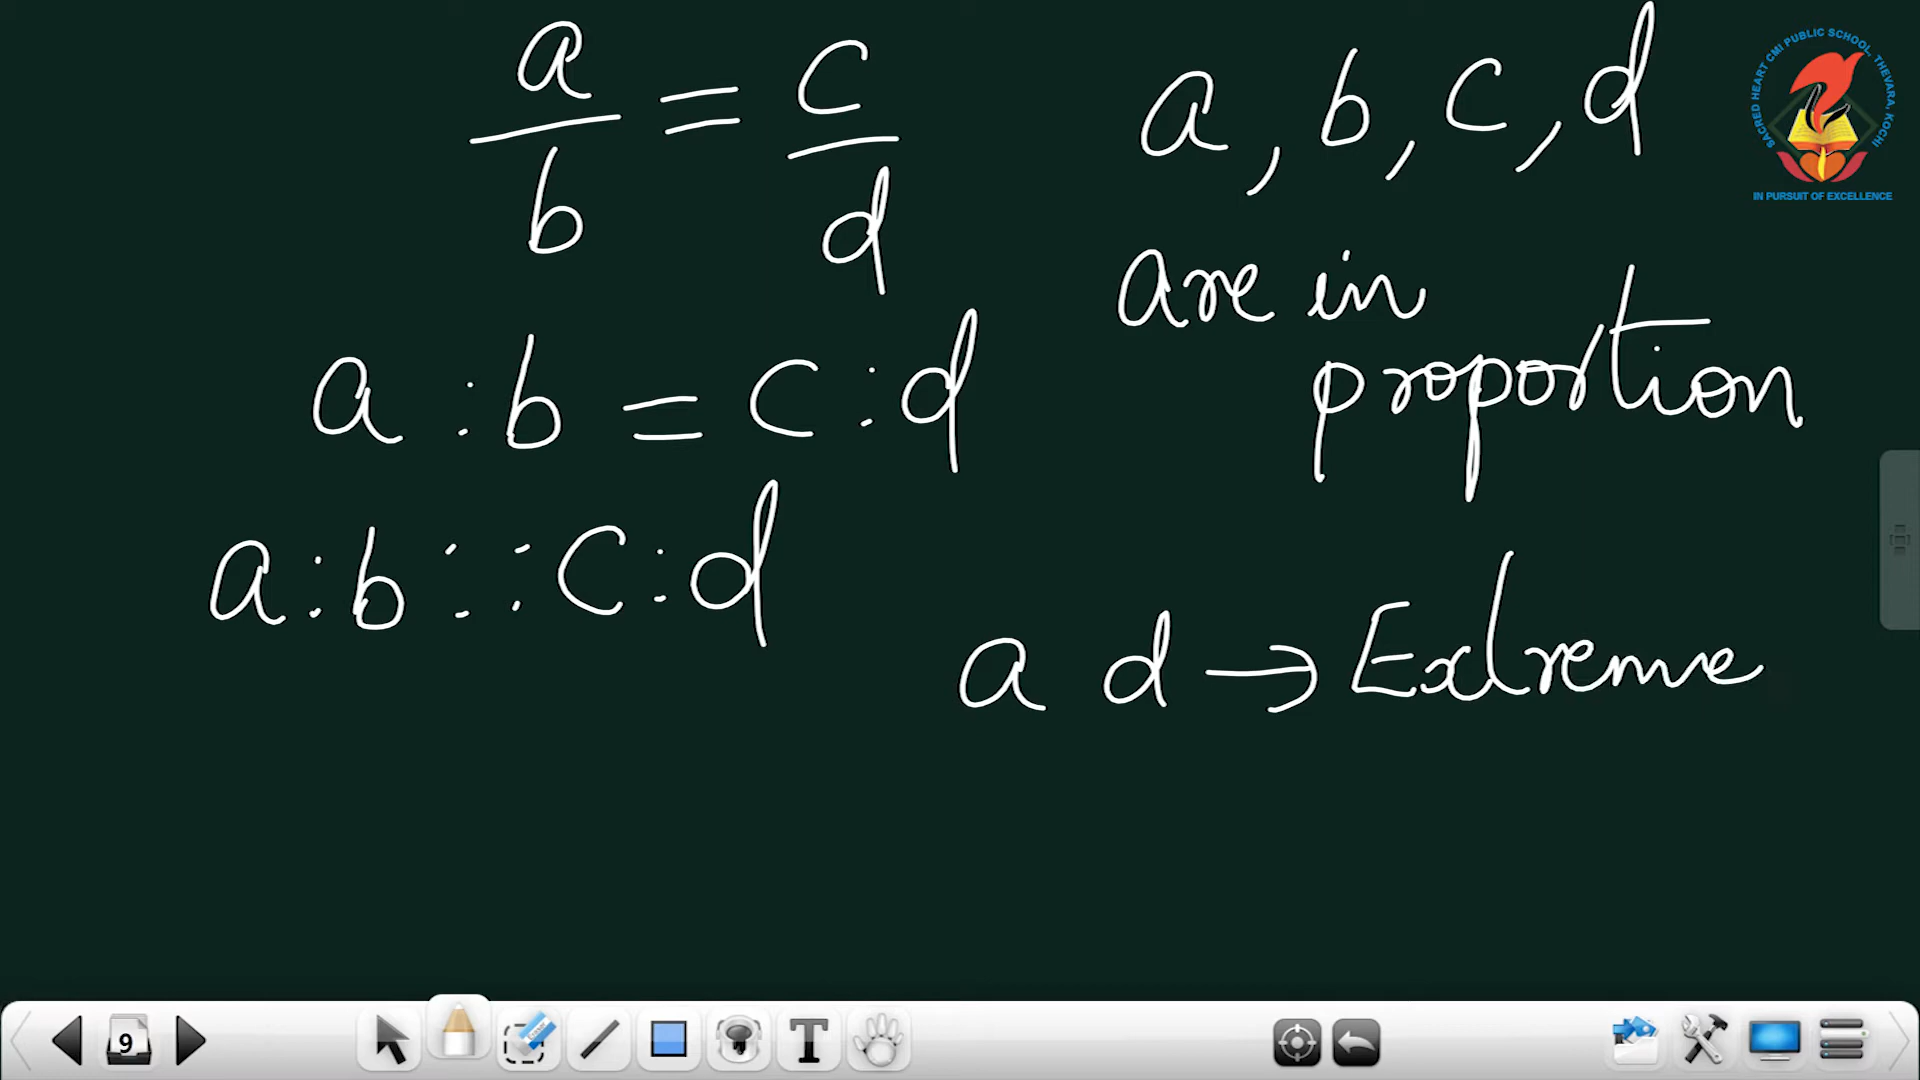 a/b = c/d
a, b, c, d
are in
proportion
a : b = c : d
a : b :: c : d
a d → Extreme
SACRED HEART CMI PUBLIC SCHOOL, THEVARA, KOCHI
IN PURSUIT OF EXCELLENCE
9
T